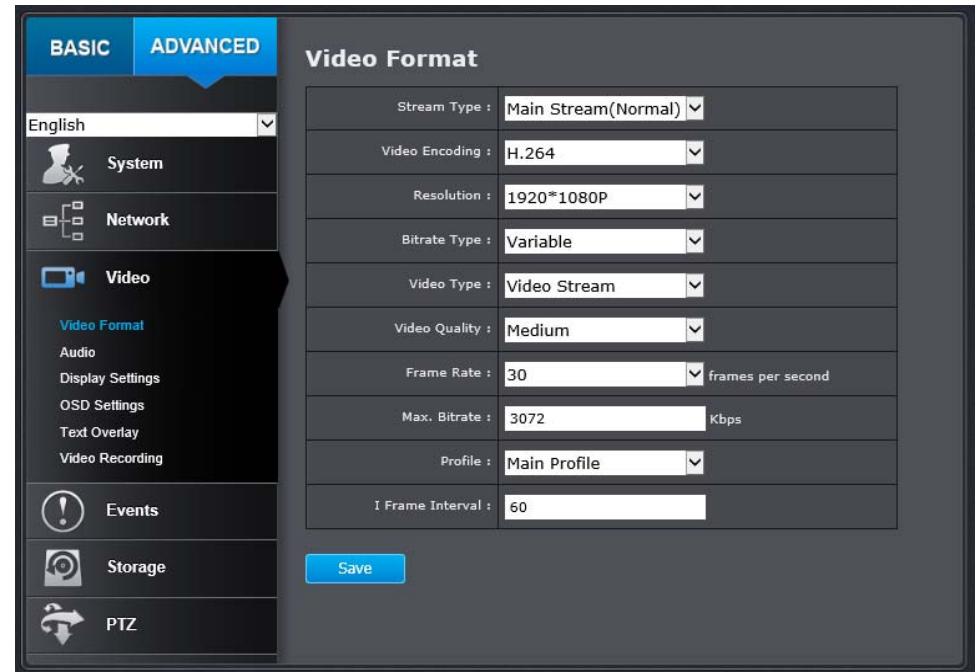 BASIC
ADVANCED
English
System
Network
Video
Video Format
Audio
Display Settings
OSD Settings
Text Overlay
Video Recording
Events
Storage
PTZ
Video Format
Stream Type : Main Stream(Normal)
Video Encoding : H.264
Resolution : 1920*1080P
Bitrate Type : Variable
Video Type : Video Stream
Video Quality : Medium
Frame Rate : 30 frames per second
Max. Bitrate : 3072 Kbps
Profile : Main Profile
I Frame Interval : 60
Save